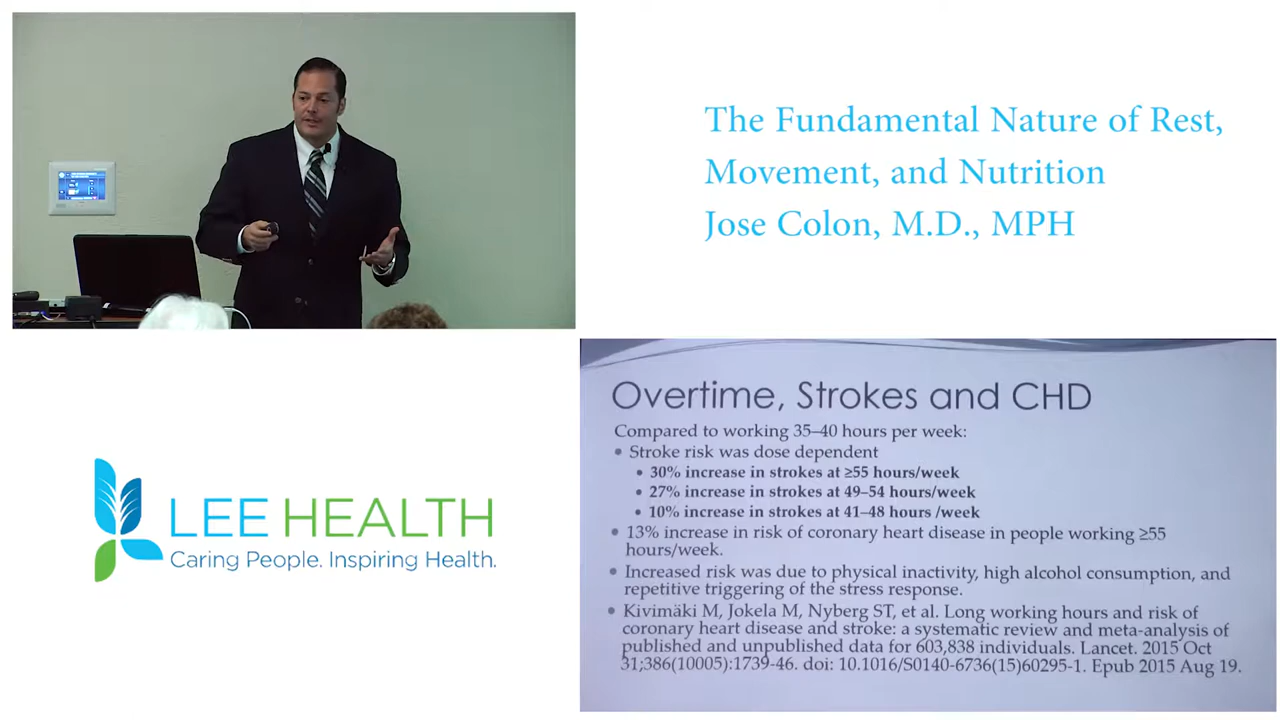 The Fundamental Nature of Rest,
Movement, and Nutrition
Jose Colon, M.D., MPH
LEE HEALTH
Caring People. Inspiring Health.
Overtime, Strokes and CHD
Compared to working 35–40 hours per week:
• Stroke risk was dose dependent
• 30% increase in strokes at ≥55 hours/week
• 27% increase in strokes at 49–54 hours/week
• 10% increase in strokes at 41–48 hours /week
• 13% increase in risk of coronary heart disease in people working ≥55
hours/week.
• Increased risk was due to physical inactivity, high alcohol consumption, and
repetitive triggering of the stress response.
• Kivimäki M, Jokela M, Nyberg ST, et al. Long working hours and risk of
coronary heart disease and stroke: a systematic review and meta-analysis of
published and unpublished data for 603,838 individuals. Lancet. 2015 Oct
31;386(10005):1739-46. doi: 10.1016/S0140-6736(15)60295-1. Epub 2015 Aug 19.